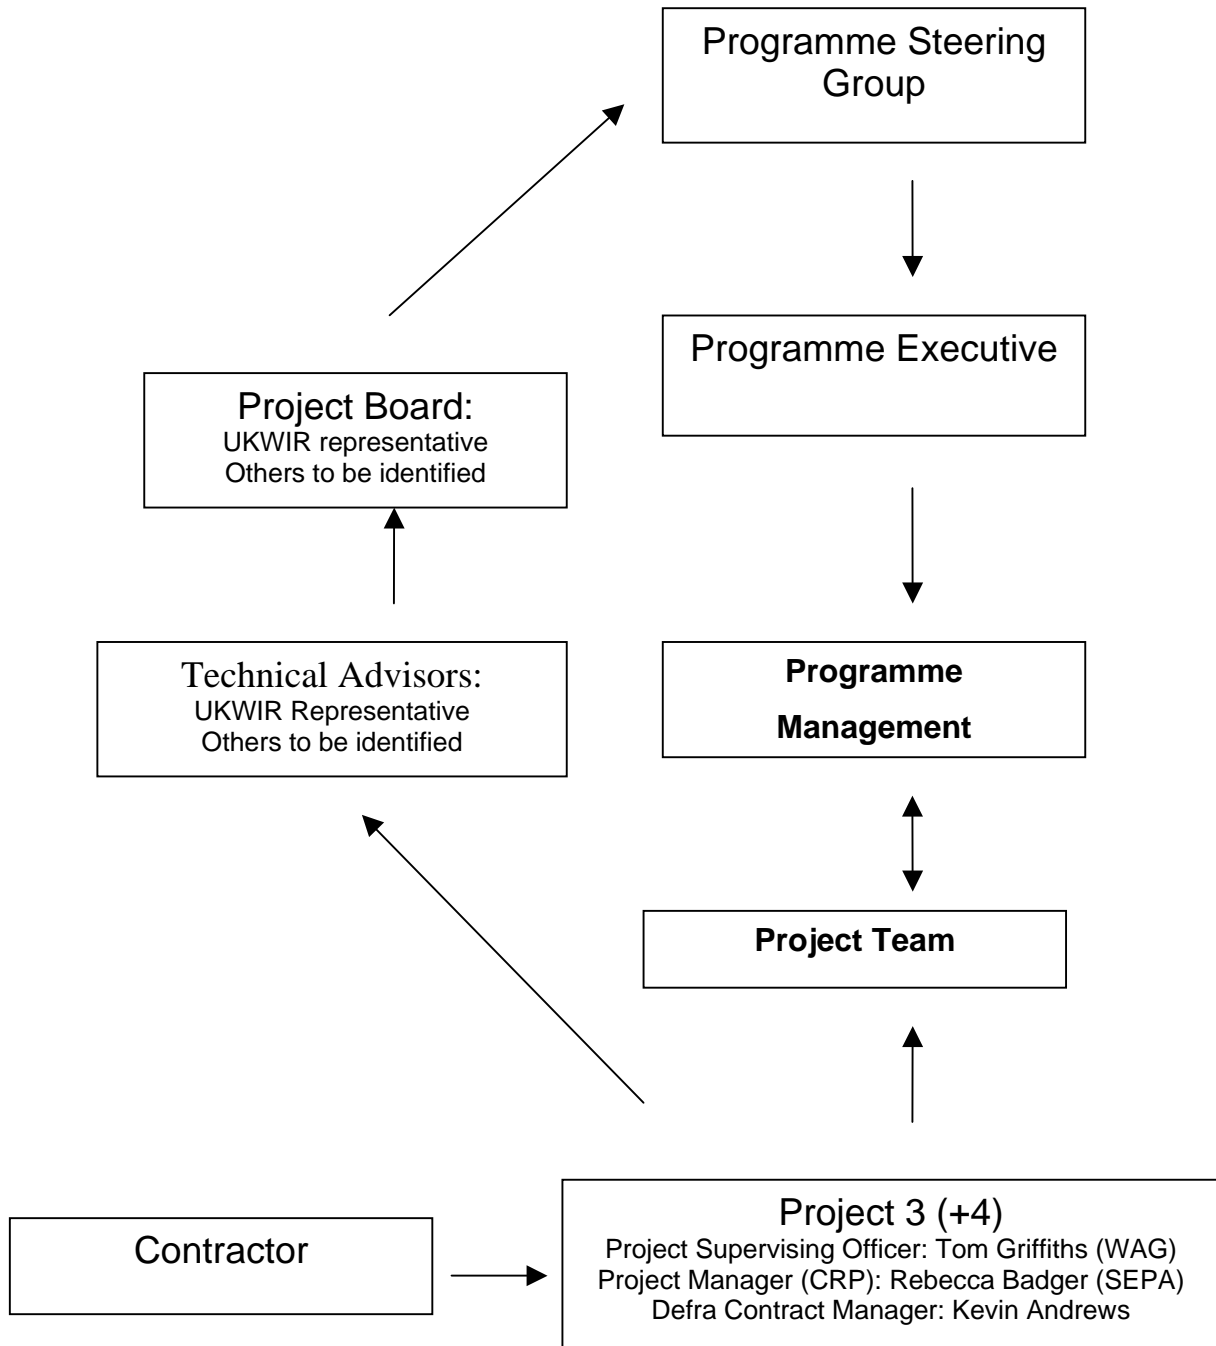 Programme Steering
Group
Programme Executive
Project Board:
UKWIR representative
Others to be identified
Technical Advisors:
UKWIR Representative
Others to be identified
Programme
Management
Project Team
Contractor
Project 3 (+4)
Project Supervising Officer: Tom Griffiths (WAG)
Project Manager (CRP): Rebecca Badger (SEPA)
Defra Contract Manager: Kevin Andrews